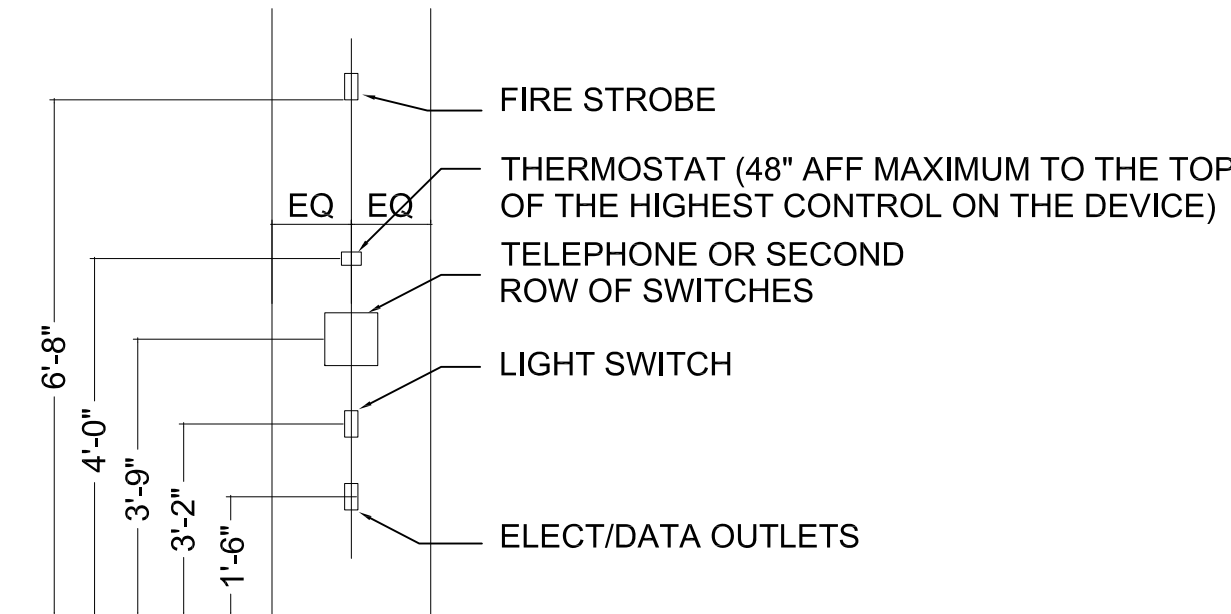 FIRE STROBE
THERMOSTAT (48" AFF MAXIMUM TO THE TOP
OF THE HIGHEST CONTROL ON THE DEVICE)
EQ EQ
TELEPHONE OR SECOND
ROW OF SWITCHES
LIGHT SWITCH
ELECT/DATA OUTLETS
6'-8"
4'-0"
3'-9"
3'-2"
1'-6"